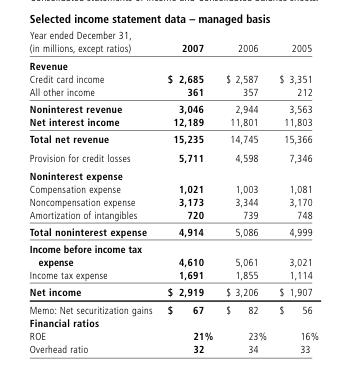 Selected income statement data – managed basis
Year ended December 31,
(in millions, except ratios) 2007 2006 2005
Revenue
Credit card income $ 2,685 $ 2,587 $ 3,351
All other income 361 357 212
Noninterest revenue 3,046 2,944 3,563
Net interest income 12,189 11,801 11,803
Total net revenue 15,235 14,745 15,366
Provision for credit losses 5,711 4,598 7,346
Noninterest expense
Compensation expense 1,021 1,003 1,081
Noncompensation expense 3,173 3,344 3,170
Amortization of intangibles 720 739 748
Total noninterest expense 4,914 5,086 4,999
Income before income tax
expense 4,610 5,061 3,021
Income tax expense 1,691 1,855 1,114
Net income $ 2,919 $ 3,206 $ 1,907
Memo: Net securitization gains $ 67 $ 82 $ 56
Financial ratios
ROE 21% 23% 16%
Overhead ratio 32 34 33